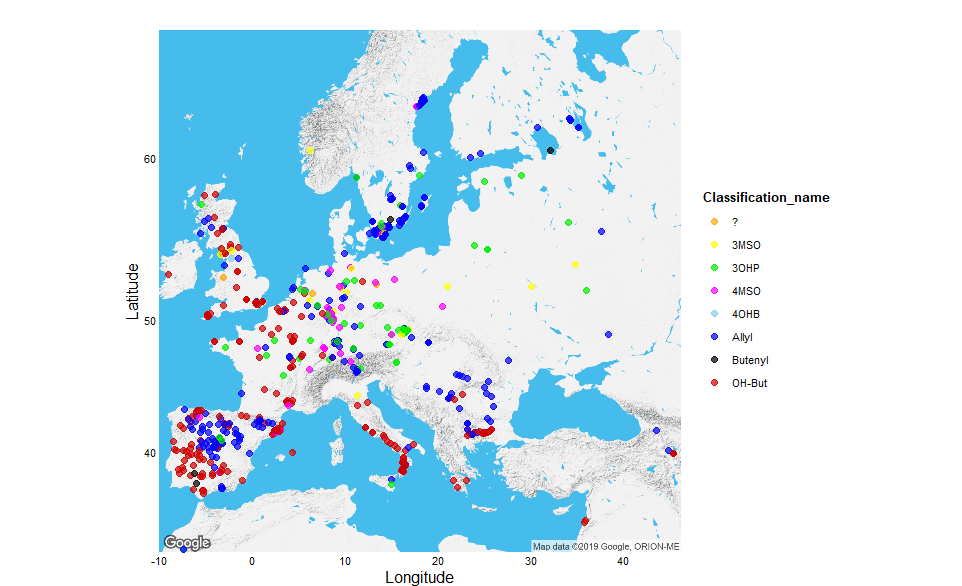 Latitude
60
50
40
Google
Map data ©2019 Google, ORION-ME
-10 0 10 20 30 40
Longitude
Classification_name
?
3MSO
3OHP
4MSO
4OHB
Allyl
Butenyl
OH-But